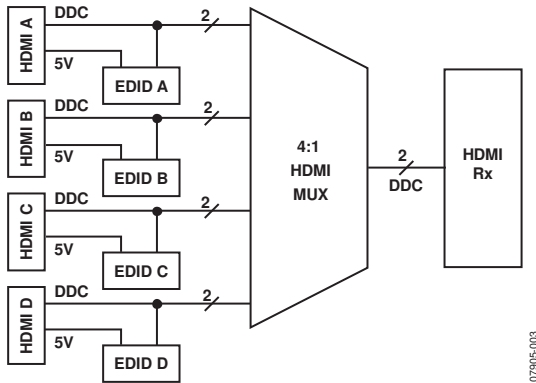 HDMI A
DDC
5V
EDID A
2
HDMI B
DDC
5V
EDID B
2
HDMI C
DDC
5V
EDID C
2
HDMI D
DDC
5V
EDID D
2
4:1
HDMI
MUX
2
DDC
HDMI
Rx
07905-003